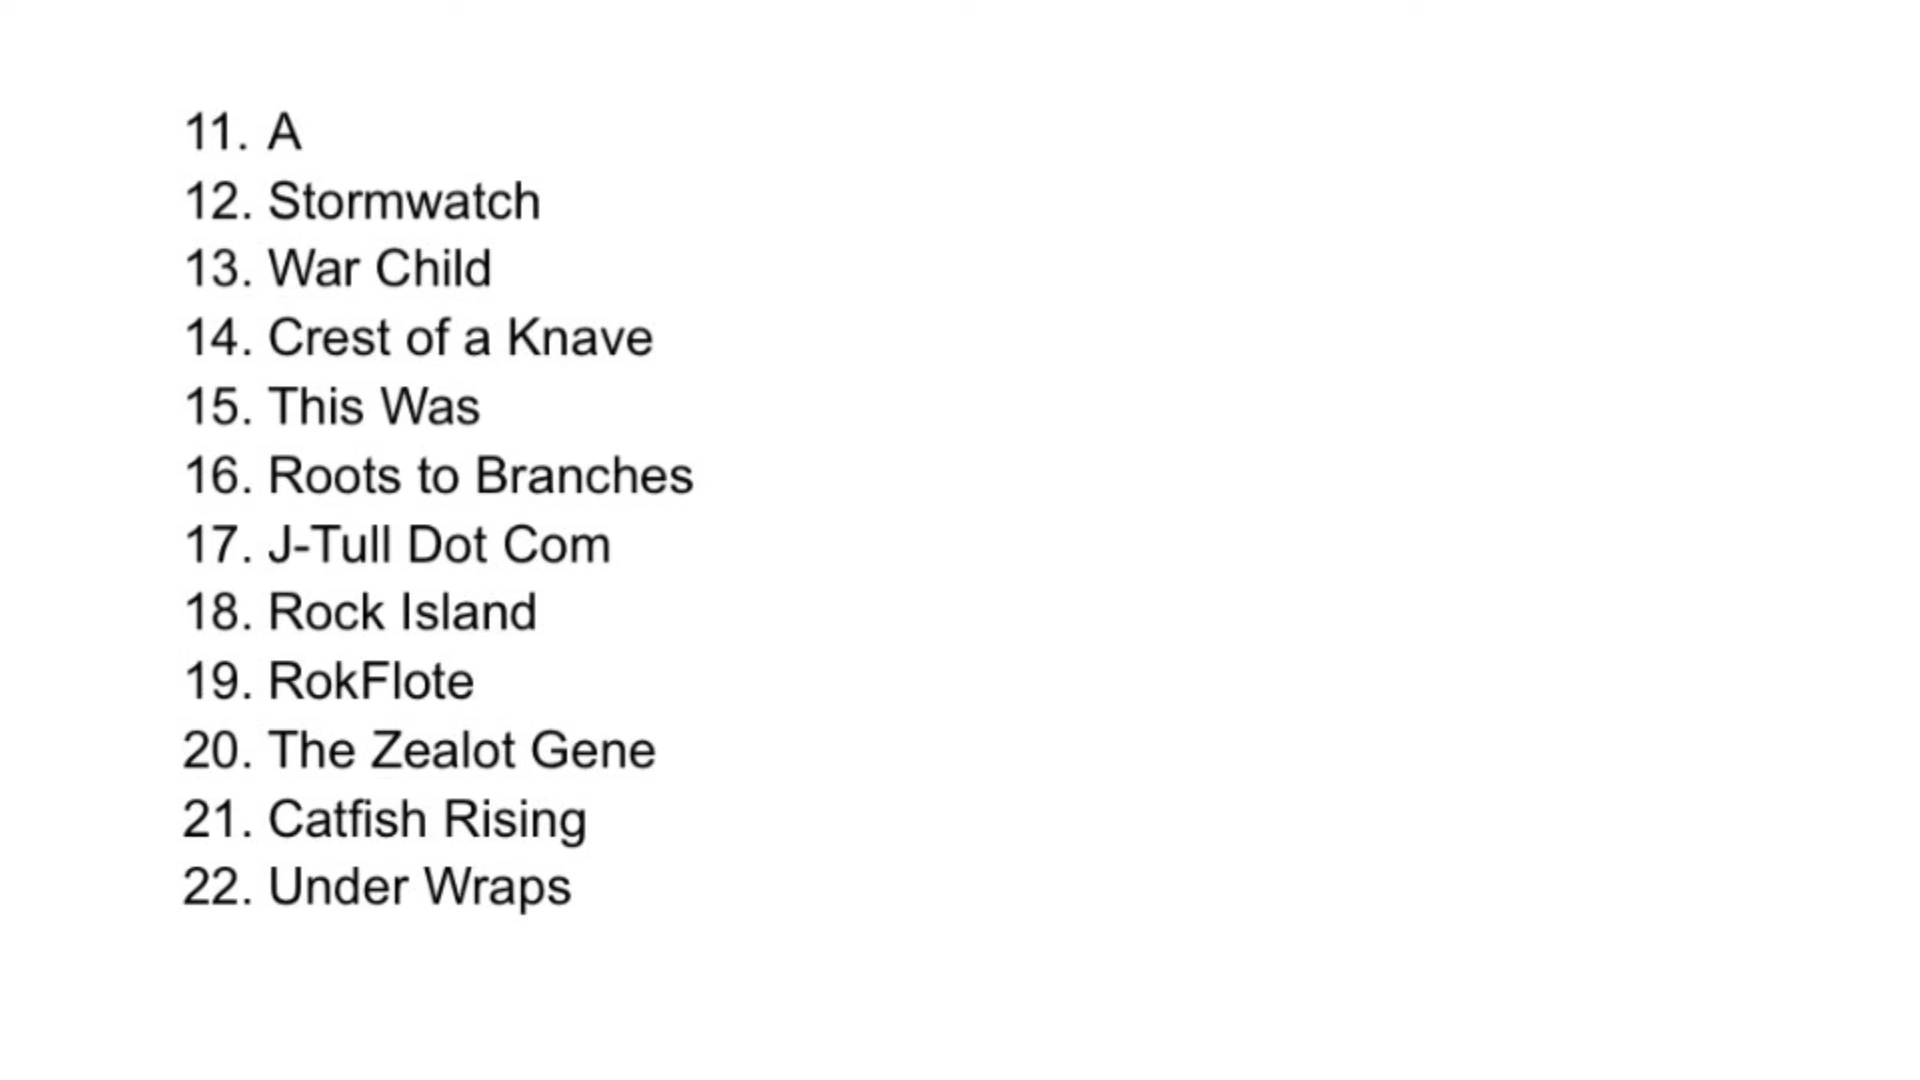 11. A
12. Stormwatch
13. War Child
14. Crest of a Knave
15. This Was
16. Roots to Branches
17. J-Tull Dot Com
18. Rock Island
19. RokFlote
20. The Zealot Gene
21. Catfish Rising
22. Under Wraps